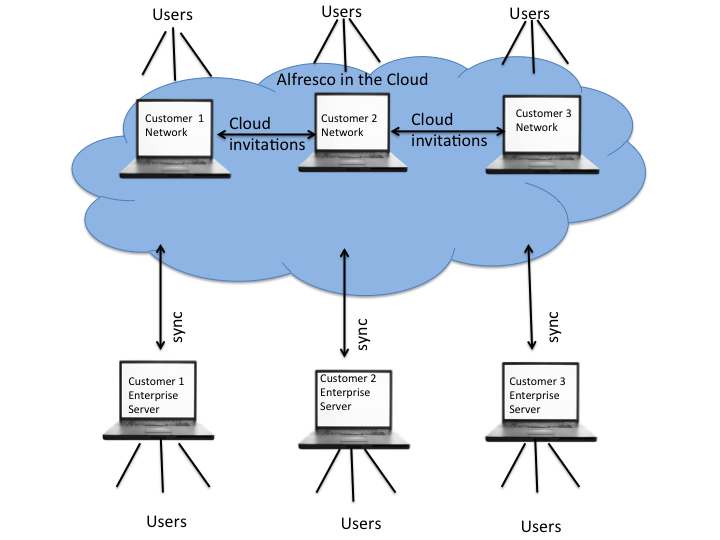 Users
Users
Users
Alfresco in the Cloud
Customer 1
Network
Cloud
invitations
Customer 2
Network
Cloud
invitations
Customer 3
Network
sync
sync
sync
Customer 1
Enterprise
Server
Customer 2
Enterprise
Server
Customer 3
Enterprise
Server
Users
Users
Users